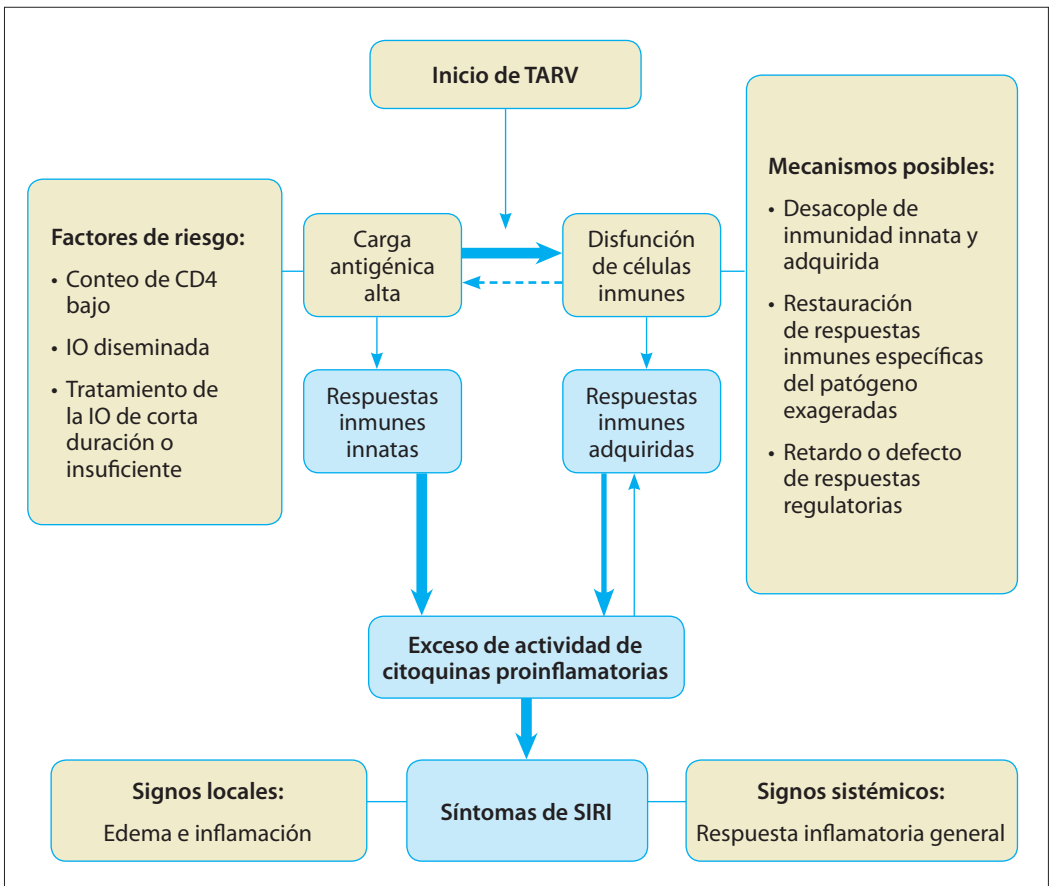 Inicio de TARV
Factores de riesgo:
• Conteo de CD4
bajo
• IO diseminada
• Tratamiento de
la IO de corta
duración o
insuficiente
Carga
antigénica
alta
Disfunción
de células
inmunes
Mecanismos posibles:
• Desacople de
inmunidad innata y
adquirida
• Restauración
de respuestas
inmunes específicas
del patógeno
exageradas
• Retardo o defecto
de respuestas
regulatorias
Respuestas
inmunes
innatas
Respuestas
inmunes
adquiridas
Exceso de actividad de
citoquinas proinflamatorias
Signos locales:
Edema e inflamación
Síntomas de SIRI
Signos sistémicos:
Respuesta inflamatoria general